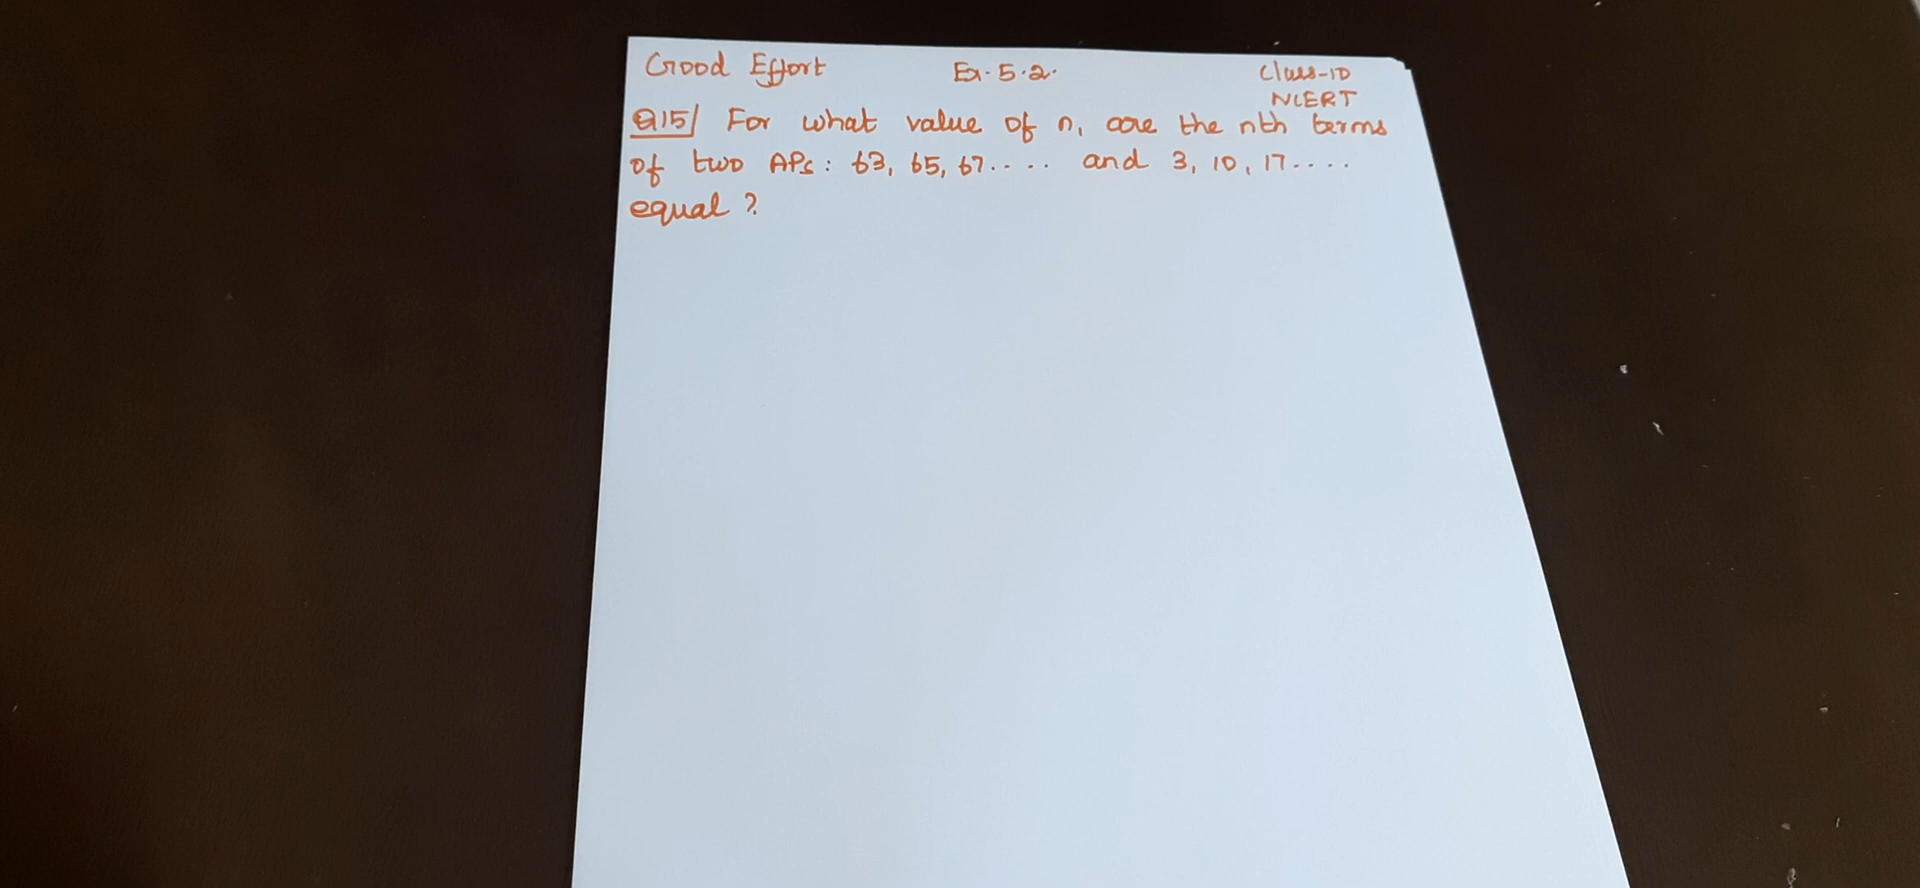 Good Effort Ex. 5.2. Class-10
NCERT
Q15/ For what value of n, are the nth terms
of two APs: 63, 65, 67.... and 3, 10, 17....
equal ?